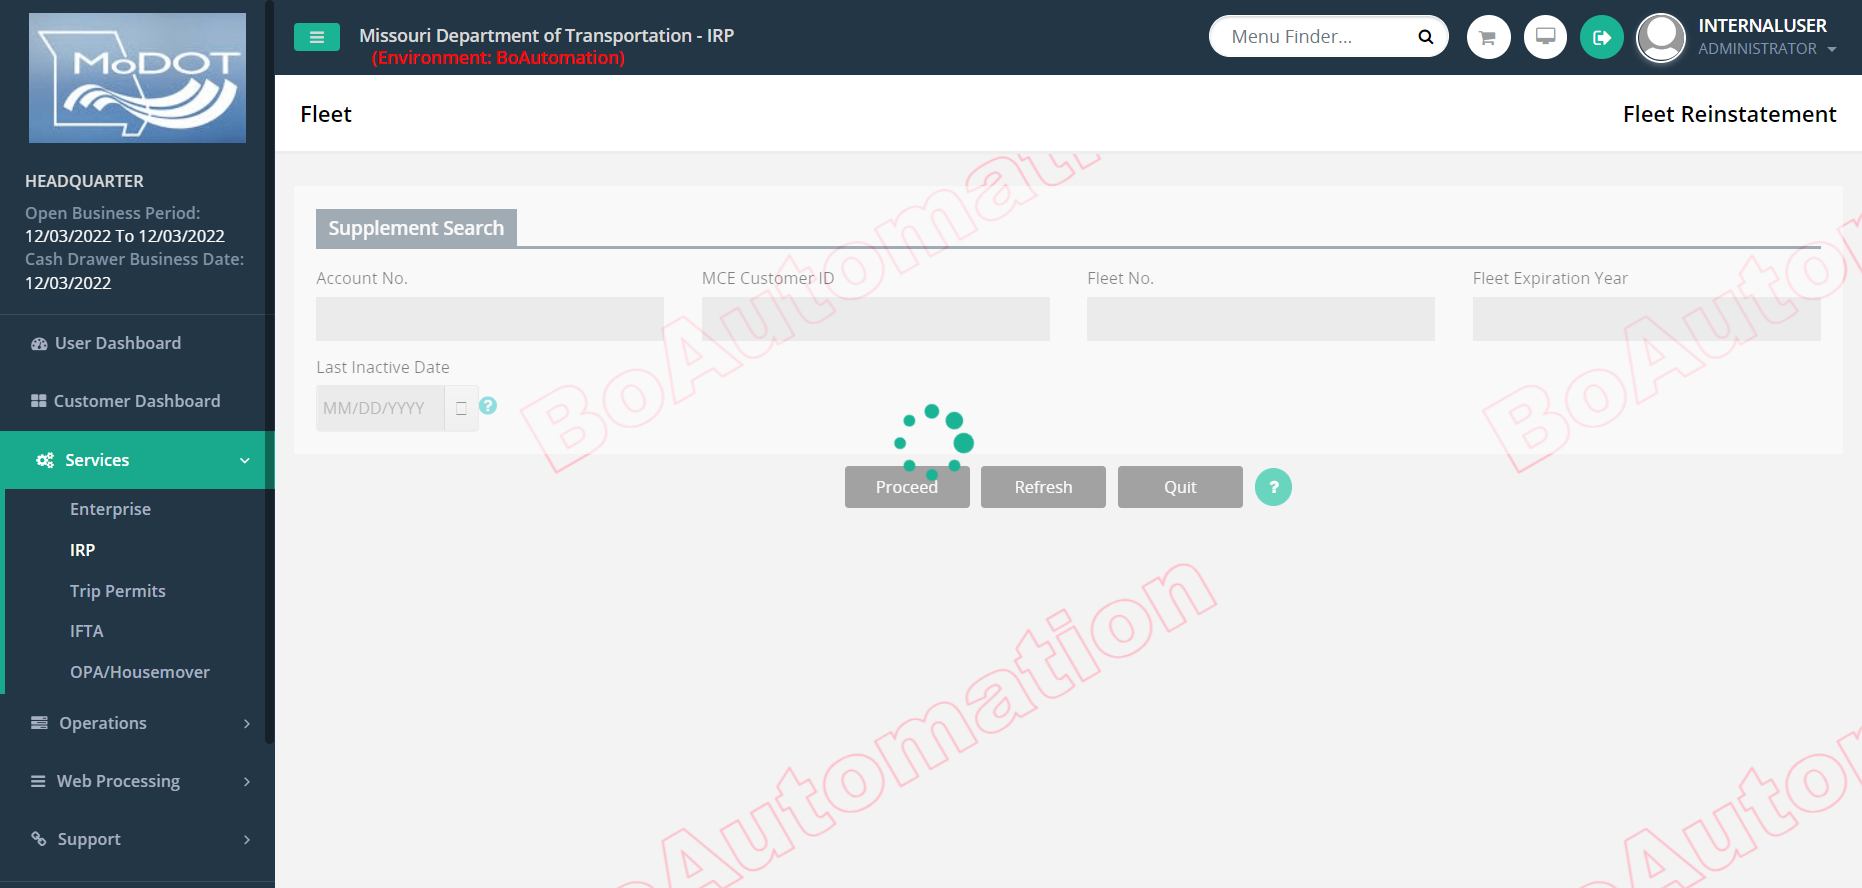 MoDOT
HEADQUARTER
Open Business Period:
12/03/2022 To 12/03/2022
Cash Drawer Business Date:
12/03/2022
User Dashboard
Customer Dashboard
Services
Enterprise
IRP
Trip Permits
IFTA
OPA/Housemover
Operations
Web Processing
Support
Missouri Department of Transportation - IRP
(Environment: BoAutomation)
Menu Finder...
INTERNALUSER
ADMINISTRATOR
Fleet
Fleet Reinstatement
Supplement Search
Account No.
MCE Customer ID
Fleet No.
Fleet Expiration Year
Last Inactive Date
MM/DD/YYYY
?
Proceed
Refresh
Quit
?
BoAutomation
BoAutomation
BoAutomation
BoAutomation